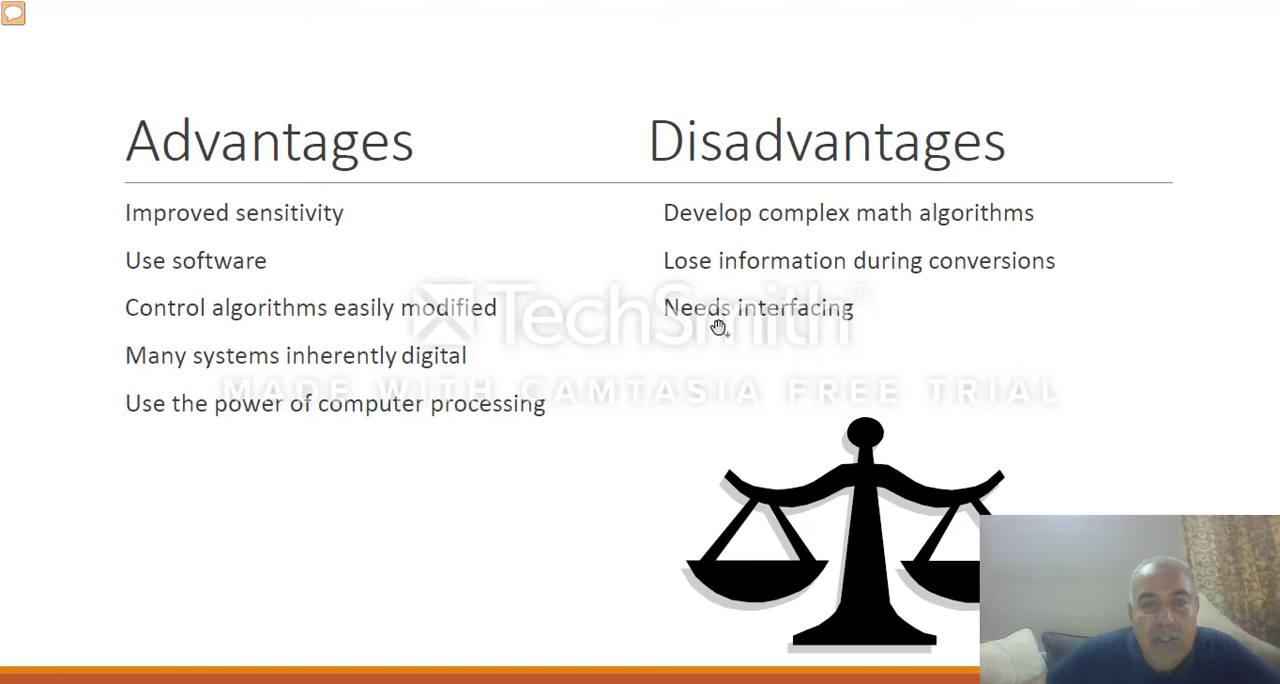 Advantages
Disadvantages
Improved sensitivity
Use software
Control algorithms easily modified
Many systems inherently digital
Use the power of computer processing
Develop complex math algorithms
Lose information during conversions
Needs interfacing
TechSmith®
MADE WITH CAMTASIA FREE TRIAL